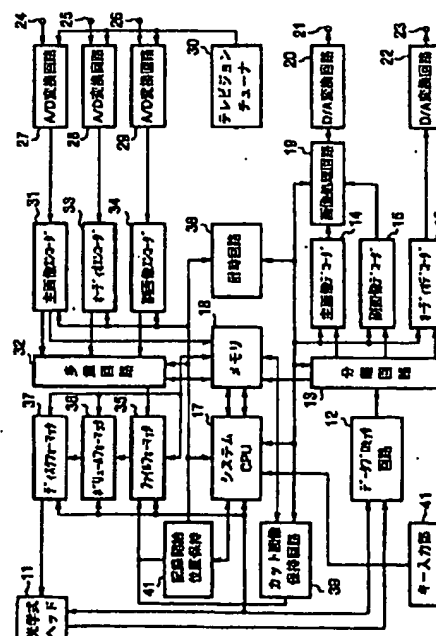 24
25
26
A/D変換回路
27
A/D変換回路
28
A/D変換回路
29
テレビジョン
チューナ
30
主画像エンコーダ
31
オーディオエンコーダ
33
副画像エンコーダ
34
多重回路
32
計時回路
38
メモリ
18
システム
CPU
17
ディスクフォーマッタ
37
ボリュームフォーマッタ
36
ファイルフォーマッタ
35
記録開始
位置保持
41
カット画像
保持回路
39
光学式
ヘッド
11
キー入力部
41
データプロセッサ
回路
12
分離回路
13
主画像デコーダ
14
副画像デコーダ
オーディオデコーダ
画像処理回路
19
D/A変換回路
20
21
D/A変換回路
22
23